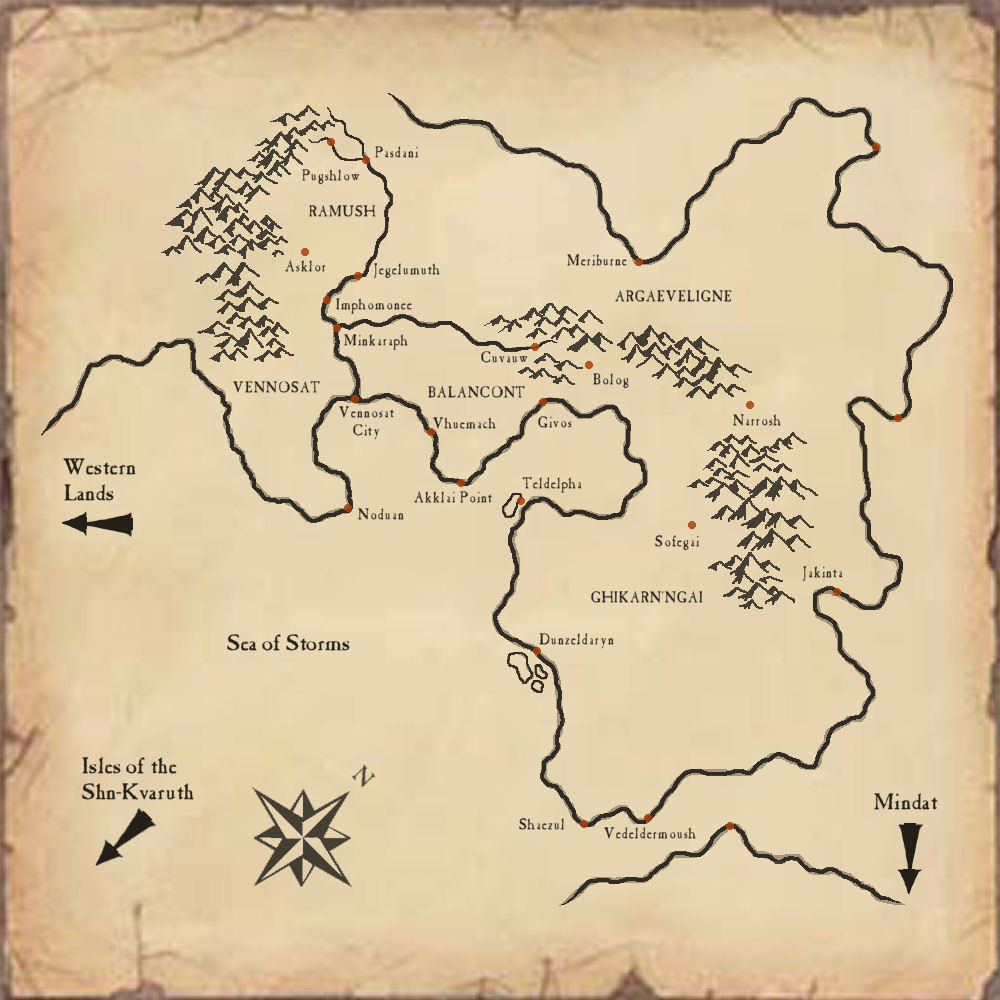 Pasdani
Pugshlow
RAMUSH
Asklor
Jegelumuth
Meriburne
ARGAEVELIGNE
Imphomonee
Minkaraph
Cuvauw
Bolog
VENNOSAT
BALANCONT
Vennosat
City
Vhuemach
Givos
Narrosh
Western
Lands
Akklai Point
Teldelpha
Noduan
Sofegai
Jakinta
GHIKARN'NGAI
Sea of Storms
Dunzeldaryn
Isles of the
Shn-Kvaruth
N
Mindat
Shaezul
Vedeldermoush